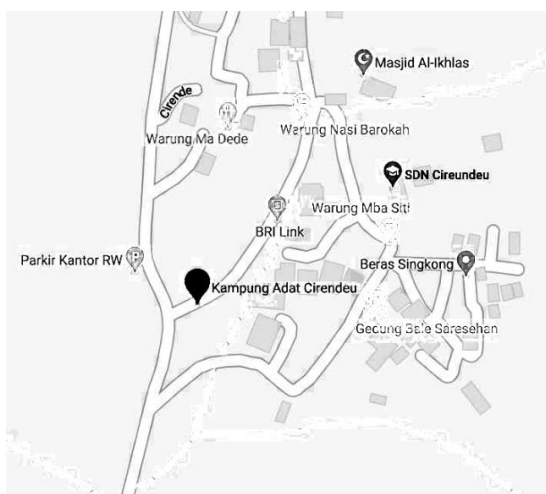 Masjid Al-Ikhlas
Cirende
Warung Nasi Barokah
Warung Ma Dede
SDN Cireundeu
Warung Mba Siti
BRI Link
Parkir Kantor RW
P
Beras Singkong
Kampung Adat Cirendeu
Gedung Bale Saresehan